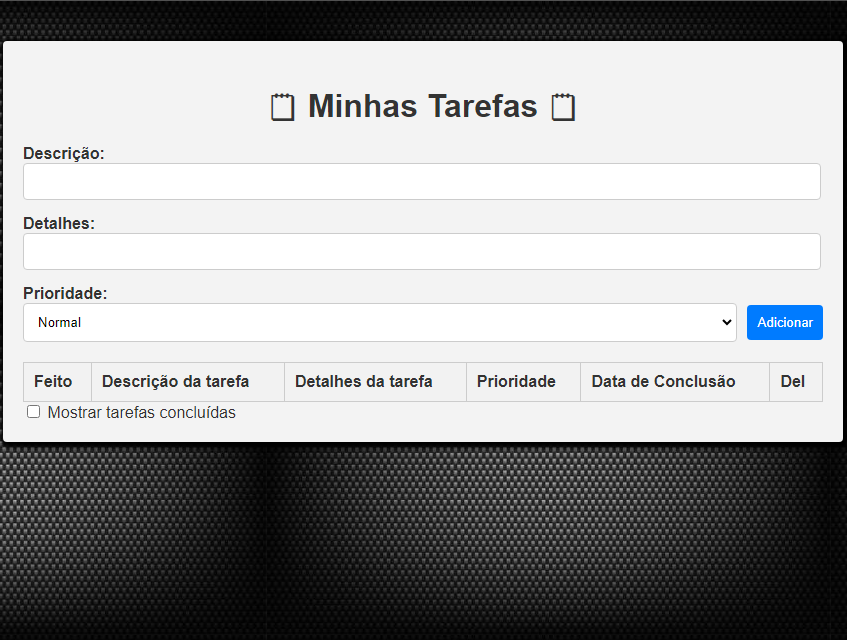 Minhas Tarefas
Descrição:
Detalhes:
Prioridade:
Normal Adicionar
Feito Descrição da tarefa Detalhes da tarefa Prioridade Data de Conclusão Del
Mostrar tarefas concluídas